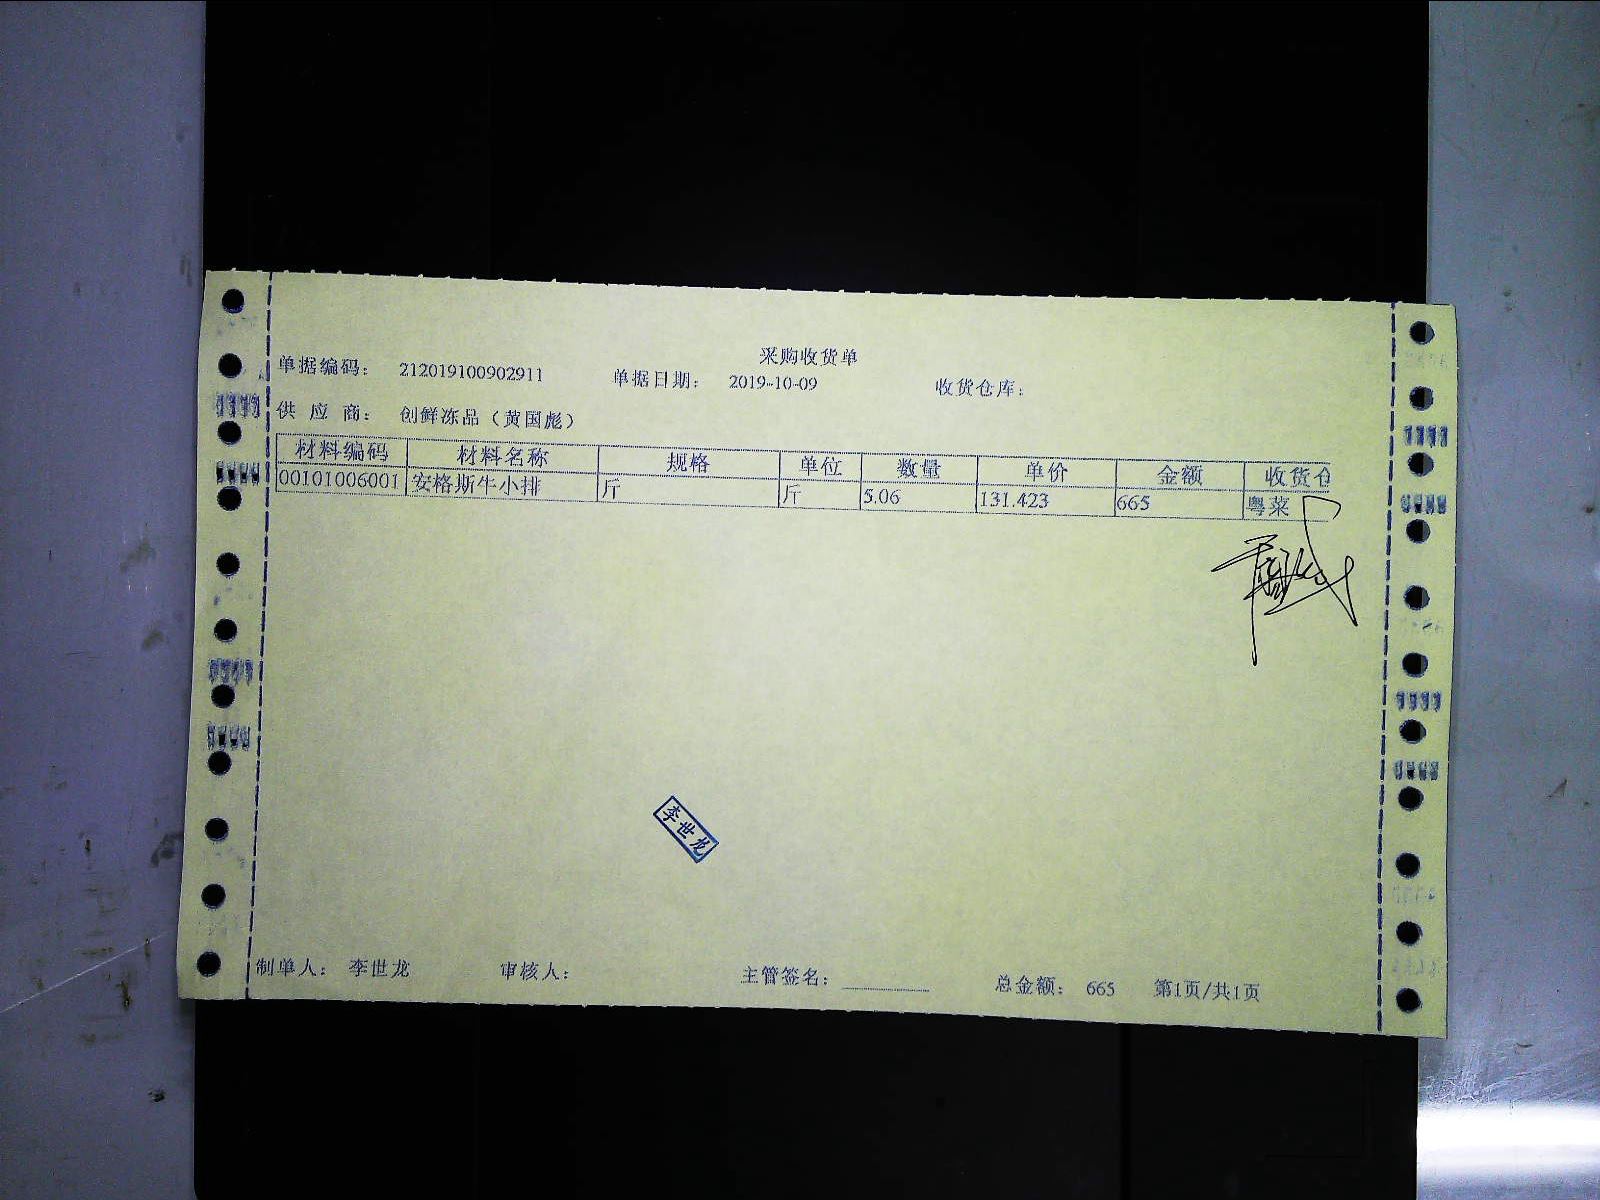 采购收货单
单据编码： 212019100902911 单据日期： 2019-10-09 收货仓库：
供 应 商： 创鲜冻品（黄国彪）
材料编码 材料名称 规格 单位 数量 单价 金额 收货仓
00101006001 安格斯牛小排 斤 斤 5.06 131.423 665 粤菜
李世龙
制单人： 李世龙 审核人： 主管签名： 总金额： 665 第1页/共1页